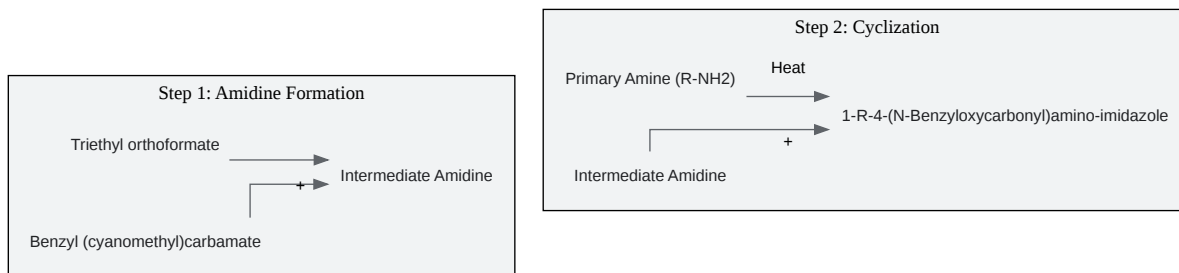 Step 1: Amidine Formation
Triethyl orthoformate
+
Intermediate Amidine
Benzyl (cyanomethyl)carbamate
Step 2: Cyclization
Primary Amine (R-NH2)
Heat
1-R-4-(N-Benzyloxycarbonyl)amino-imidazole
+
Intermediate Amidine